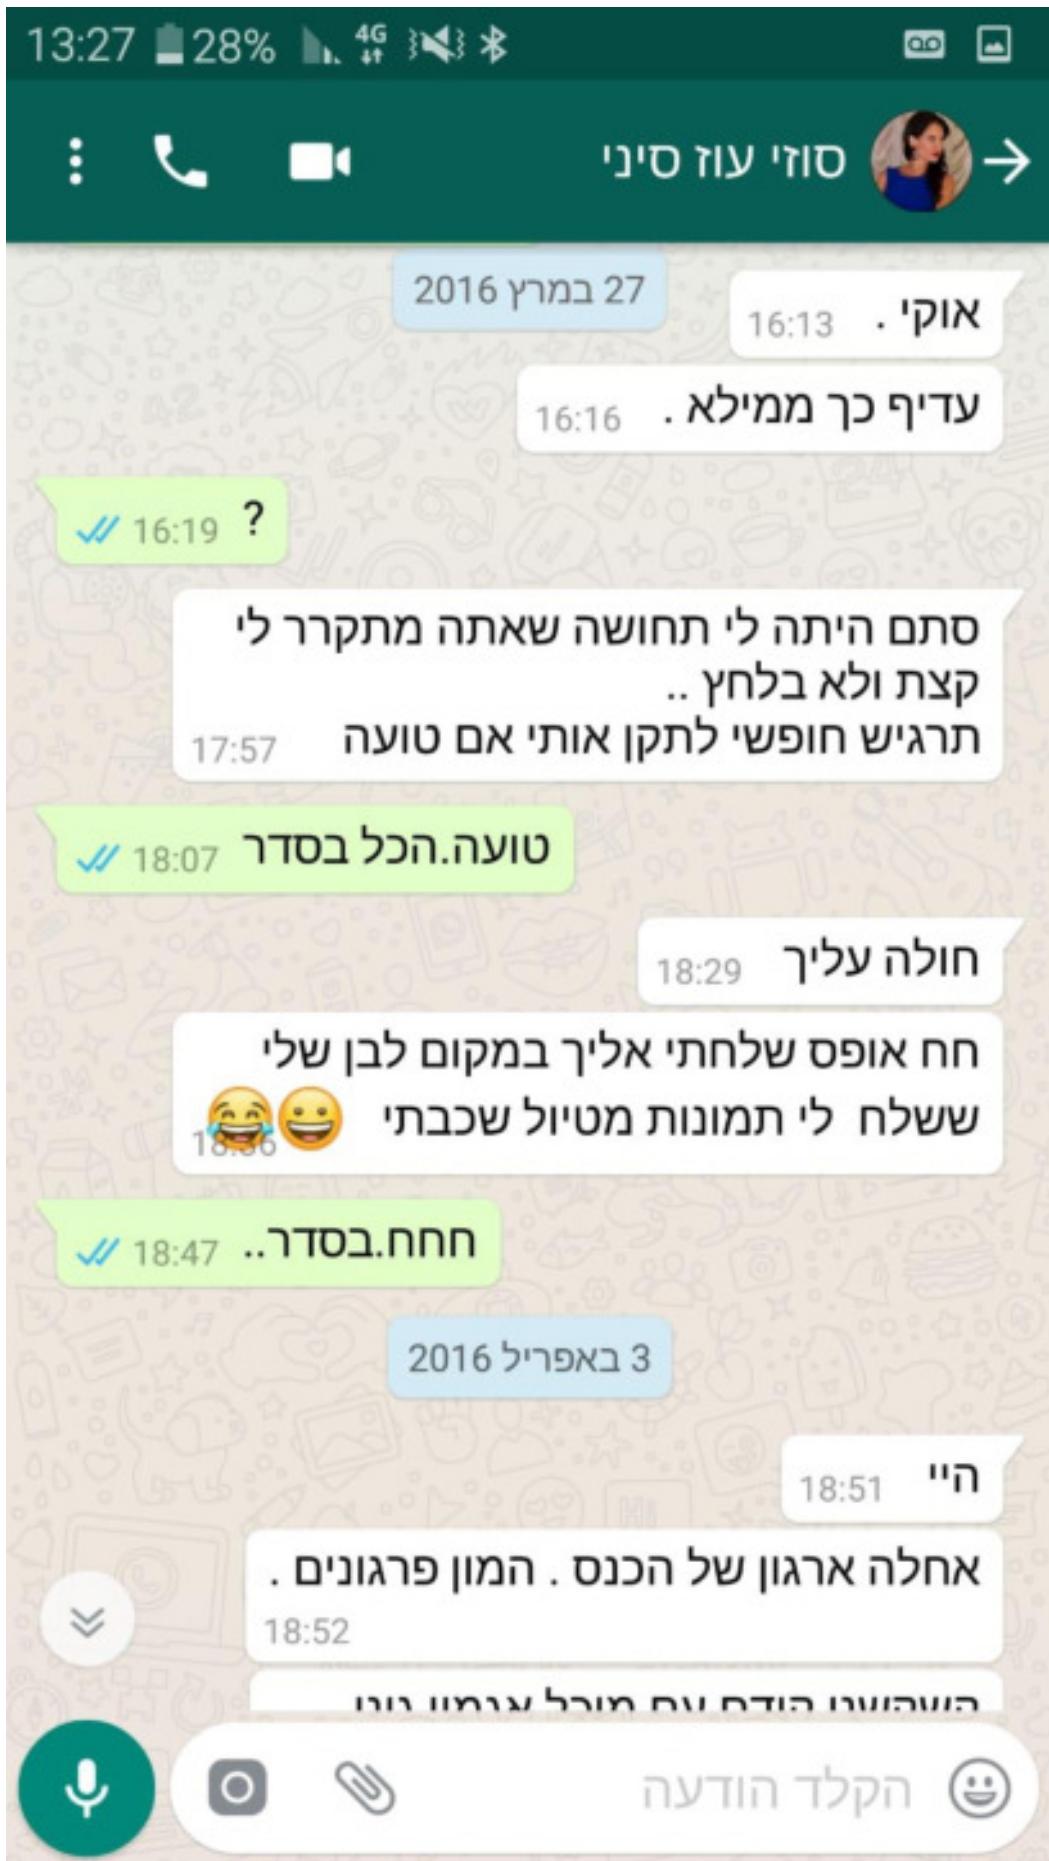 13:27 28% 4G
סוזי עוז סיני
27 במרץ 2016
אוקי . 16:13
עדיף כך ממילא . 16:16
? 16:19
סתם היתה לי תחושה שאתה מתקרר לי
קצת ולא בלחץ ..
תרגיש חופשי לתקן אותי אם טועה 17:57
טועה.הכל בסדר 18:07
חולה עליך 18:29
חח אופס שלחתי אליך במקום לבן שלי
ששלח לי תמונות מטיול שכבתי 😀😂
חחח.בסדר.. 18:47
3 באפריל 2016
היי 18:51
אחלה ארגון של הכנס . המון פרגונים .
18:52
הקלד הודעה